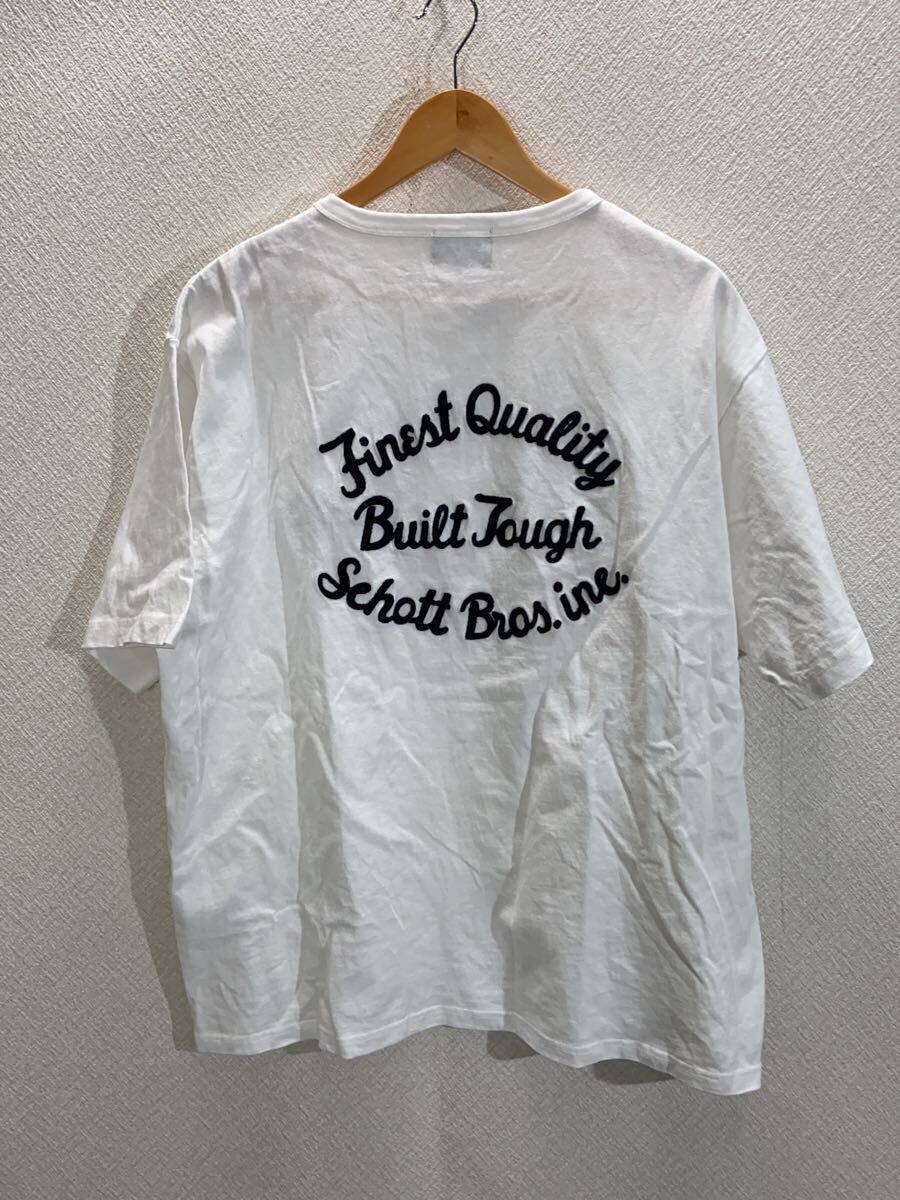 Finest Quality
Built Tough
Schott Bros. inc.